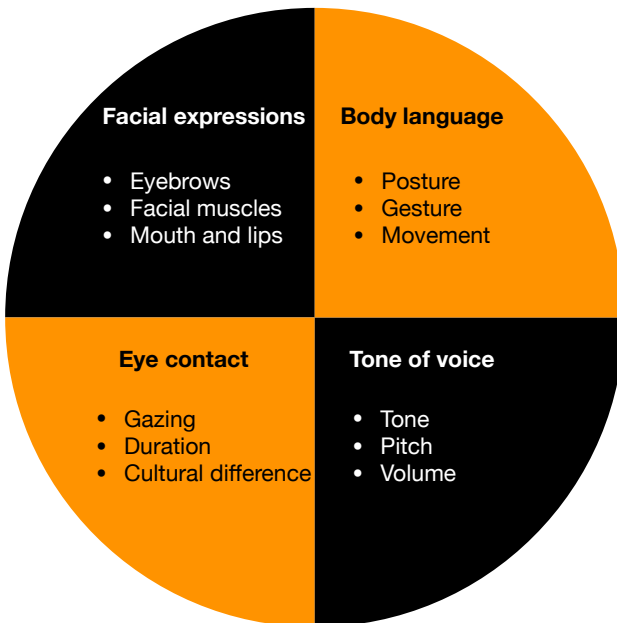 Facial expressions
• Eyebrows
• Facial muscles
• Mouth and lips
Body language
• Posture
• Gesture
• Movement
Eye contact
• Gazing
• Duration
• Cultural difference
Tone of voice
• Tone
• Pitch
• Volume